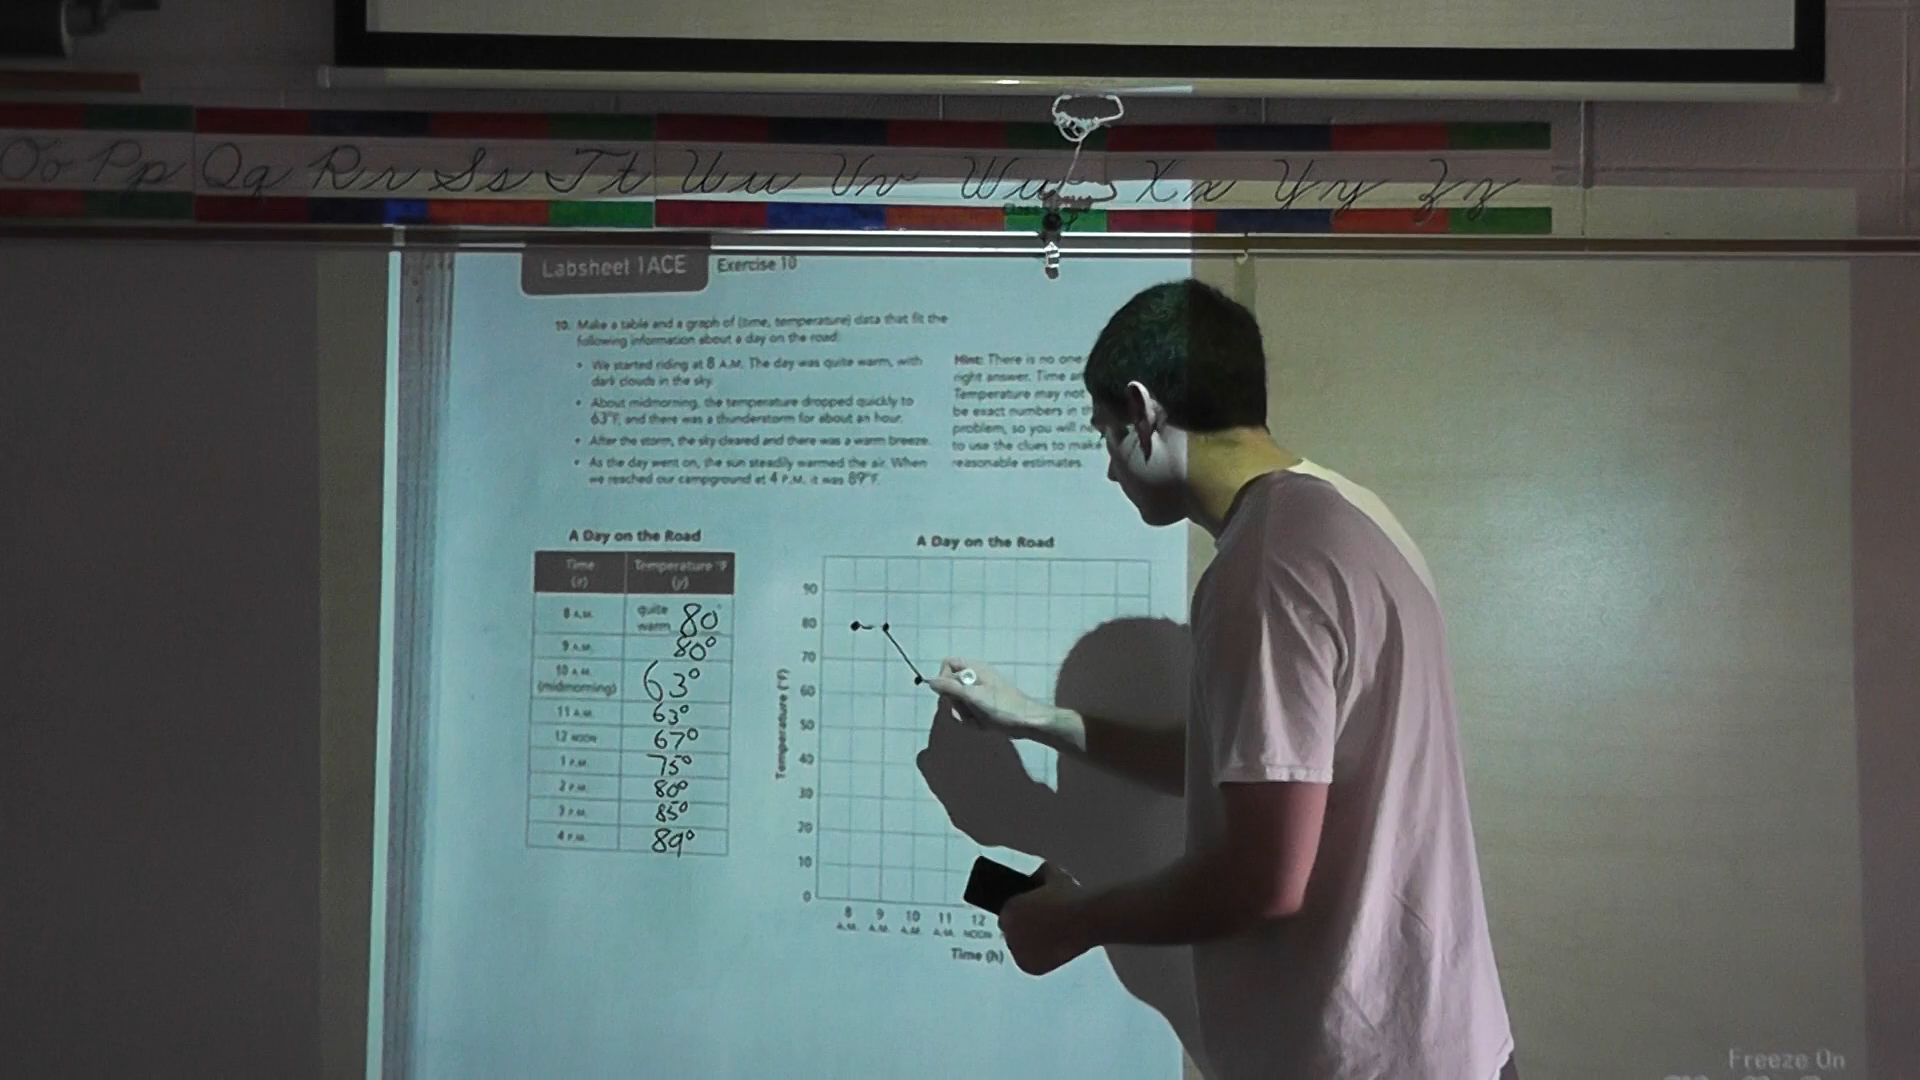 Oo Pp Qq Rr Ss Tt Uu Vv Ww Xx Yy Zz
Labsheet 1ACE Exercise 10
10. Make a table and a graph of (time, temperature) data that fit the
following information about a day on the road:
• We started riding at 8 A.M. The day was quite warm, with
dark clouds in the sky.
• About midmorning, the temperature dropped quickly to
63°F, and there was a thunderstorm for about an hour.
• After the storm, the sky cleared and there was a warm breeze.
• As the day went on, the sun steadily warmed the air. When
we reached our campground at 4 P.M. it was 89°F.
Hint: There is no one
right answer. Time
Temperature may not
be exact numbers in
problem, so you will
to use the clues to make
reasonable estimates.
A Day on the Road
Time Temperature °F
(x) (y)
8 A.M. quite warm 80
9 A.M. 80°
10 A.M. (midmorning) 63°
11 A.M. 63°
12 NOON 67°
1 P.M. 75°
2 P.M. 80°
3 P.M. 85°
4 P.M. 89°
A Day on the Road
Temperature (°F)
90
80
70
60
50
40
30
20
10
0
8 9 10 11 12
A.M. A.M. A.M. A.M. NOON
Time (h)
Freeze On